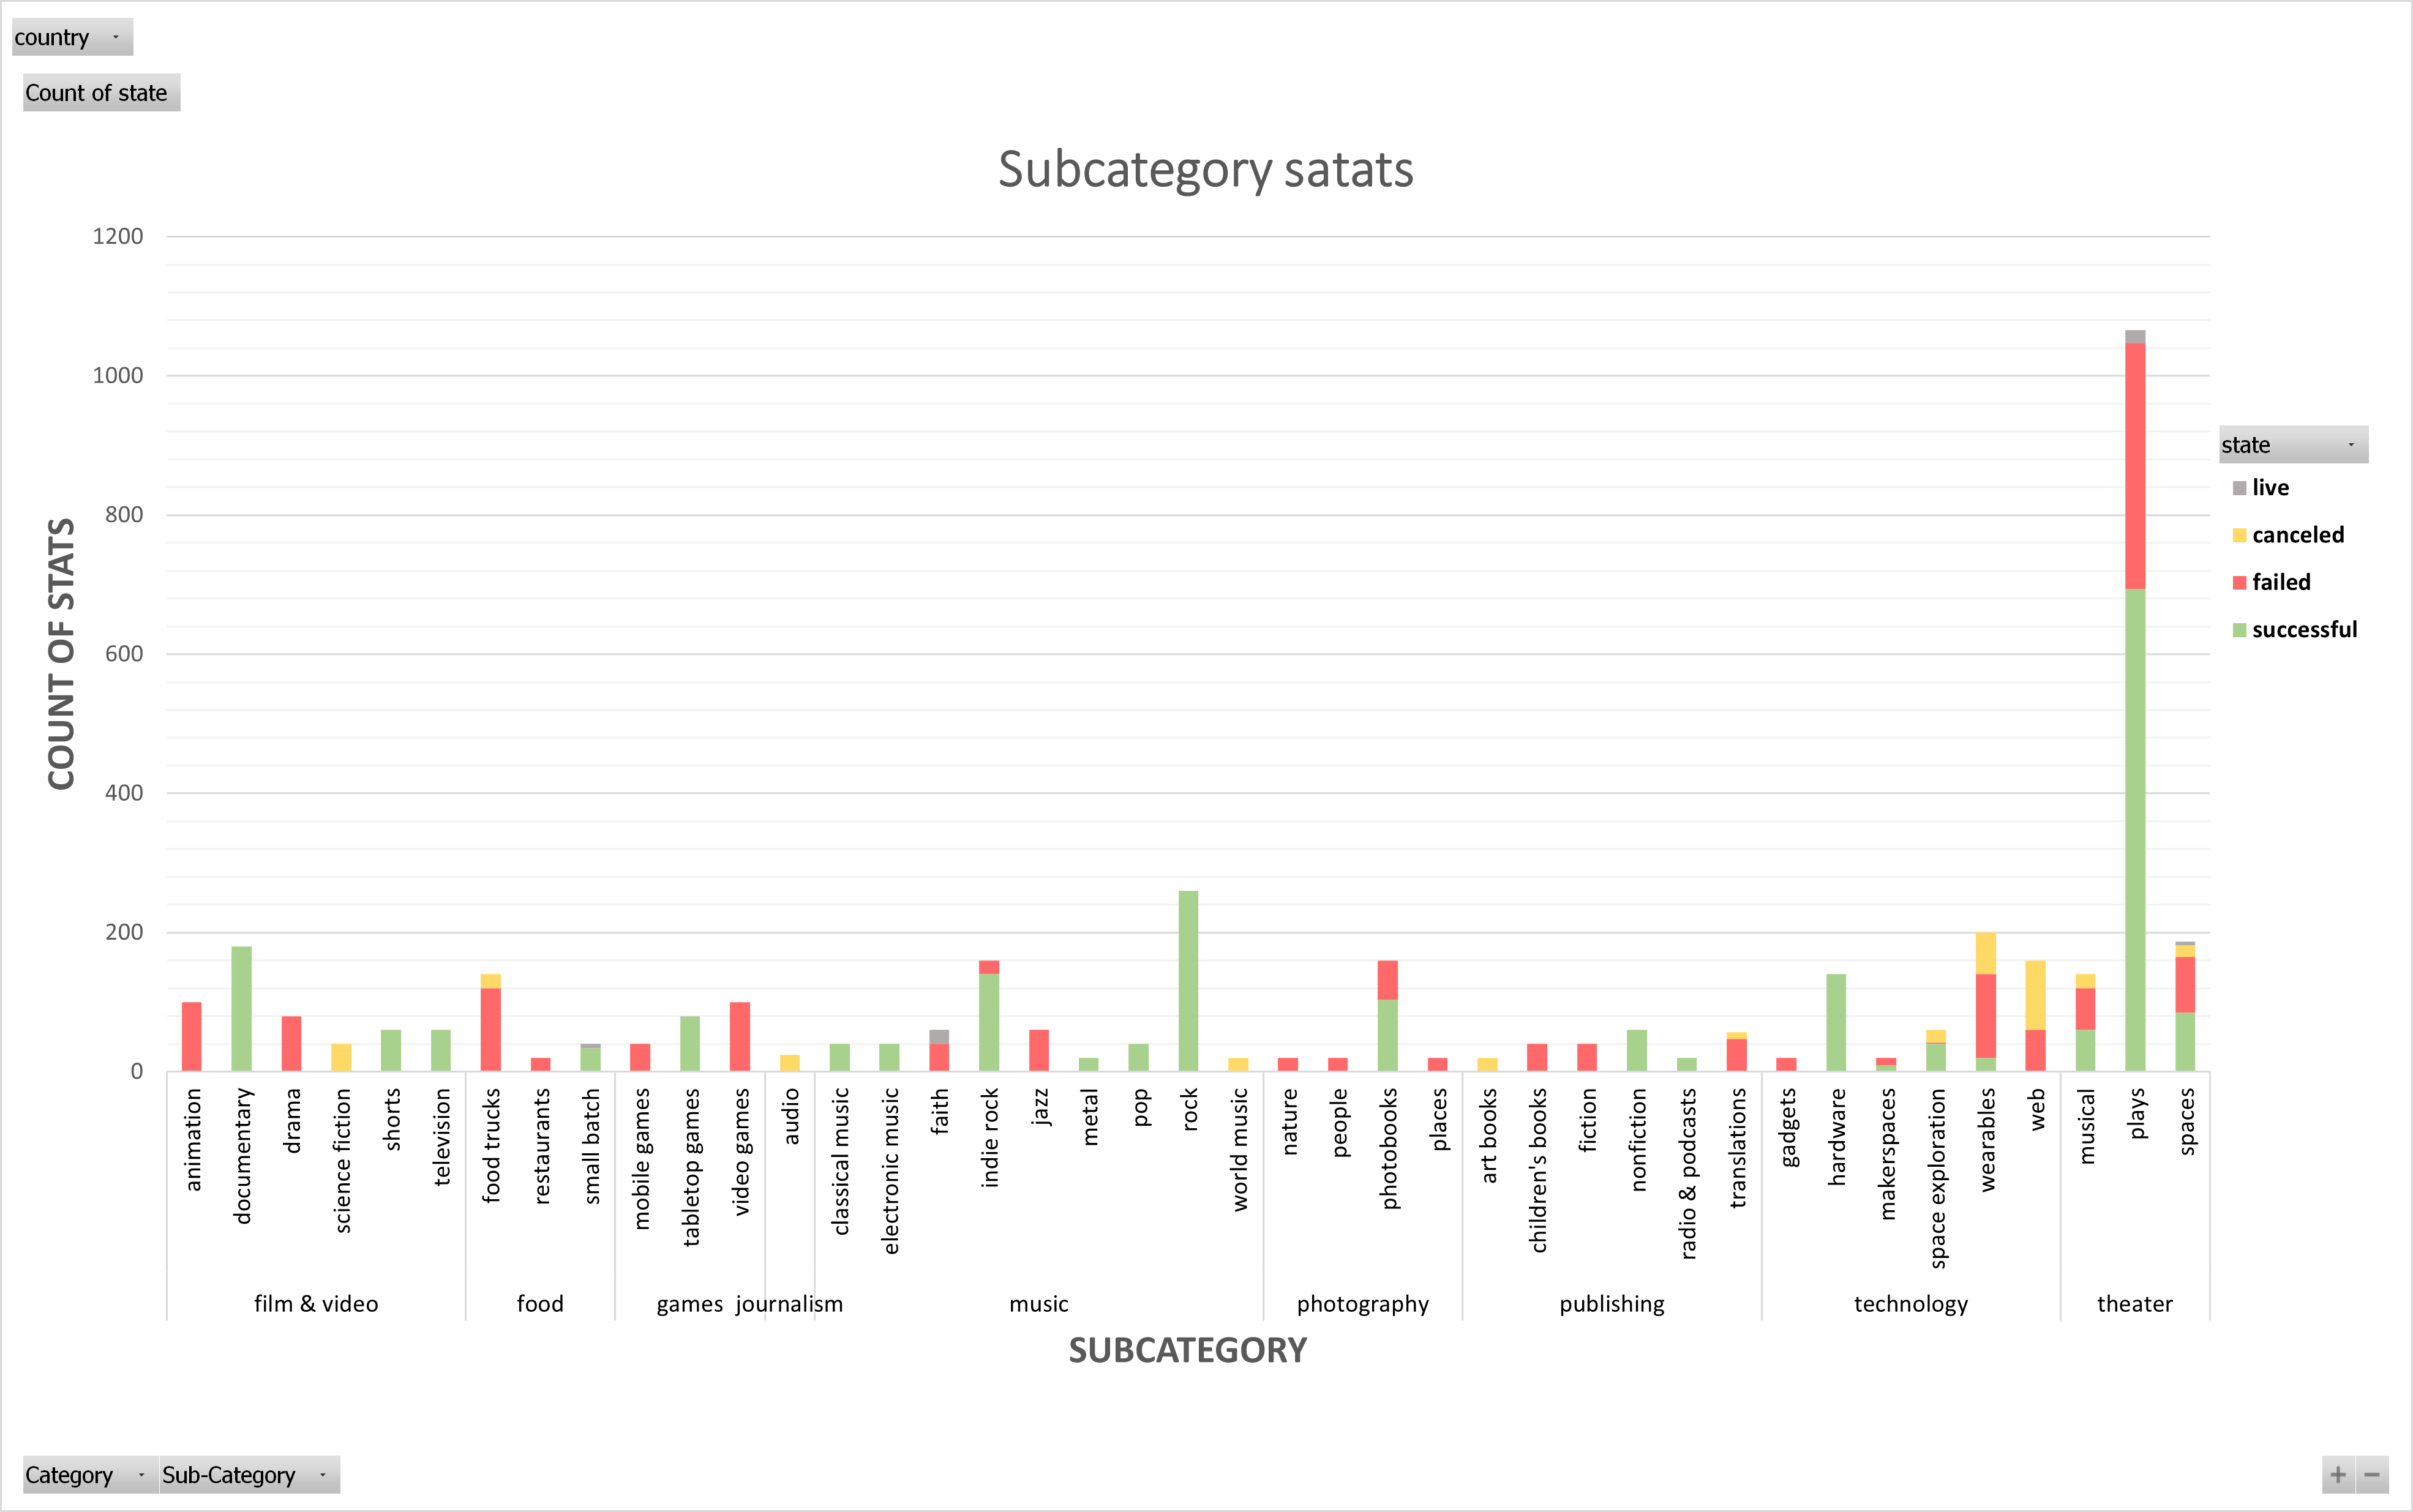 country
Count of state
Subcategory satats
1200
1000
800
600
400
200
0
COUNT OF STATS
state
live
canceled
failed
successful
animation
documentary
drama
science fiction
shorts
television
food trucks
restaurants
small batch
mobile games
tabletop games
video games
audio
classical music
electronic music
faith
indie rock
jazz
metal
pop
rock
world music
nature
people
photobooks
places
art books
children's books
fiction
nonfiction
radio & podcasts
translations
gadgets
hardware
makerspaces
space exploration
wearables
web
musical
plays
spaces
film & video
food
games
journalism
music
photography
publishing
technology
theater
SUBCATEGORY
Category
Sub-Category
+ −